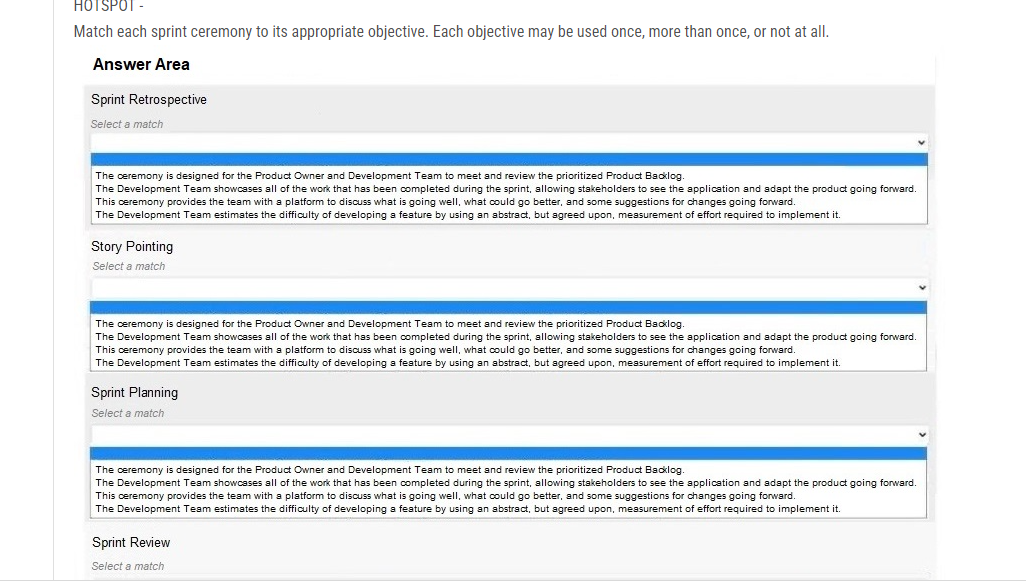 HOTSPOT -
Match each sprint ceremony to its appropriate objective. Each objective may be used once, more than once, or not at all.
Answer Area
Sprint Retrospective
Select a match
The ceremony is designed for the Product Owner and Development Team to meet and review the prioritized Product Backlog.
The Development Team showcases all of the work that has been completed during the sprint, allowing stakeholders to see the application and adapt the product going forward.
This ceremony provides the team with a platform to discuss what is going well, what could go better, and some suggestions for changes going forward.
The Development Team estimates the difficulty of developing a feature by using an abstract, but agreed upon, measurement of effort required to implement it.
Story Pointing
Select a match
The ceremony is designed for the Product Owner and Development Team to meet and review the prioritized Product Backlog.
The Development Team showcases all of the work that has been completed during the sprint, allowing stakeholders to see the application and adapt the product going forward.
This ceremony provides the team with a platform to discuss what is going well, what could go better, and some suggestions for changes going forward.
The Development Team estimates the difficulty of developing a feature by using an abstract, but agreed upon, measurement of effort required to implement it.
Sprint Planning
Select a match
The ceremony is designed for the Product Owner and Development Team to meet and review the prioritized Product Backlog.
The Development Team showcases all of the work that has been completed during the sprint, allowing stakeholders to see the application and adapt the product going forward.
This ceremony provides the team with a platform to discuss what is going well, what could go better, and some suggestions for changes going forward.
The Development Team estimates the difficulty of developing a feature by using an abstract, but agreed upon, measurement of effort required to implement it.
Sprint Review
Select a match